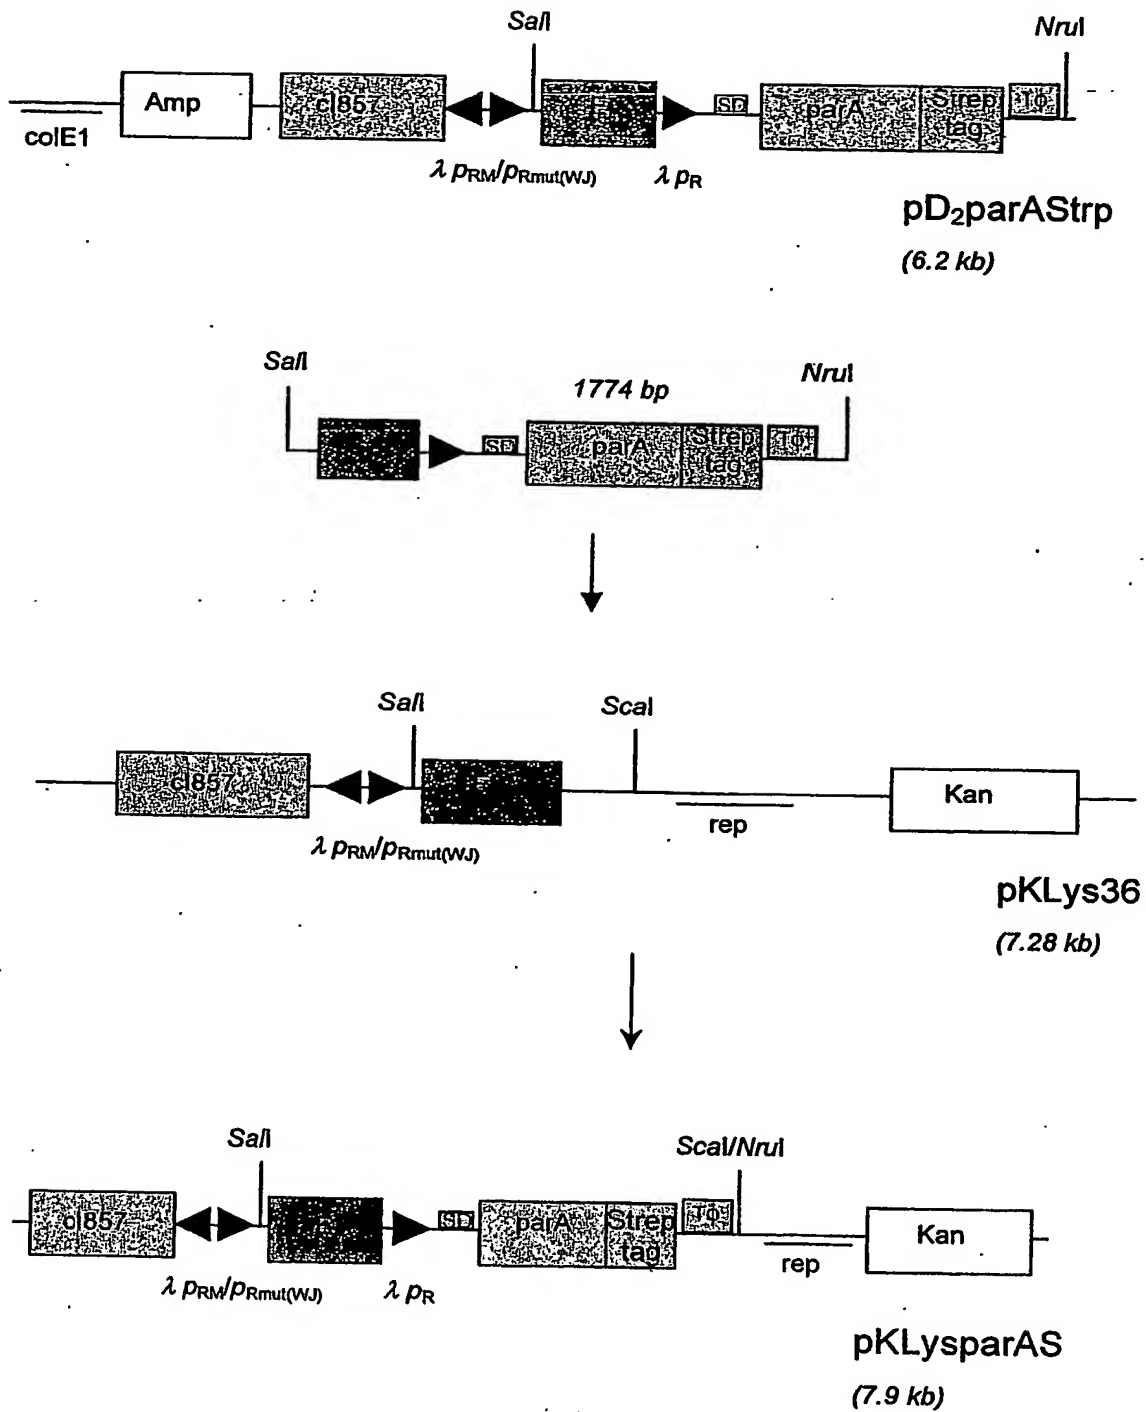 SalI
NruI
Amp
cI857
SD
parA
Strep tag
Tϕ
colE1
λ pRM/pRmut(WJ)
λ pR
pD₂parAStrp
(6.2 kb)
SalI
1774 bp
NruI
SD
parA
Strep tag
Tϕ
SalI
ScaI
cI857
Kan
rep
λ pRM/pRmut(WJ)
pKLys36
(7.28 kb)
SalI
ScaI/NruI
cI857
SD
parA
Strep tag
Tϕ
Kan
rep
λ pRM/pRmut(WJ)
λ pR
pKLysparAS
(7.9 kb)